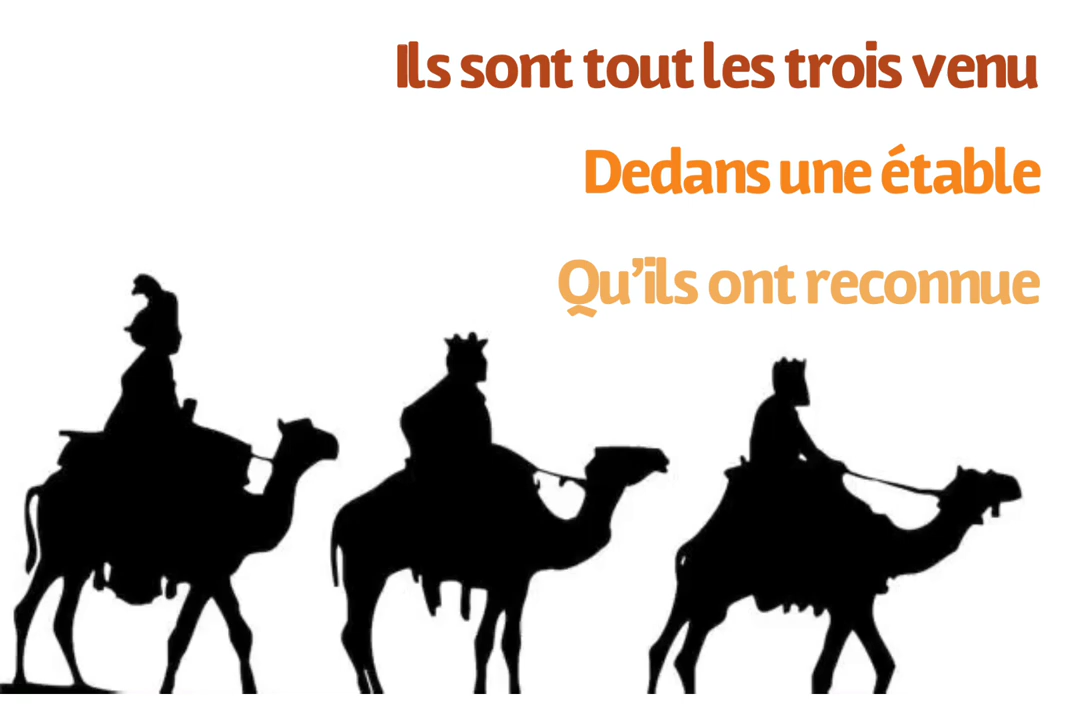 Ils sont tout les trois venu
Dedans une étable
Qu’ils ont reconnue